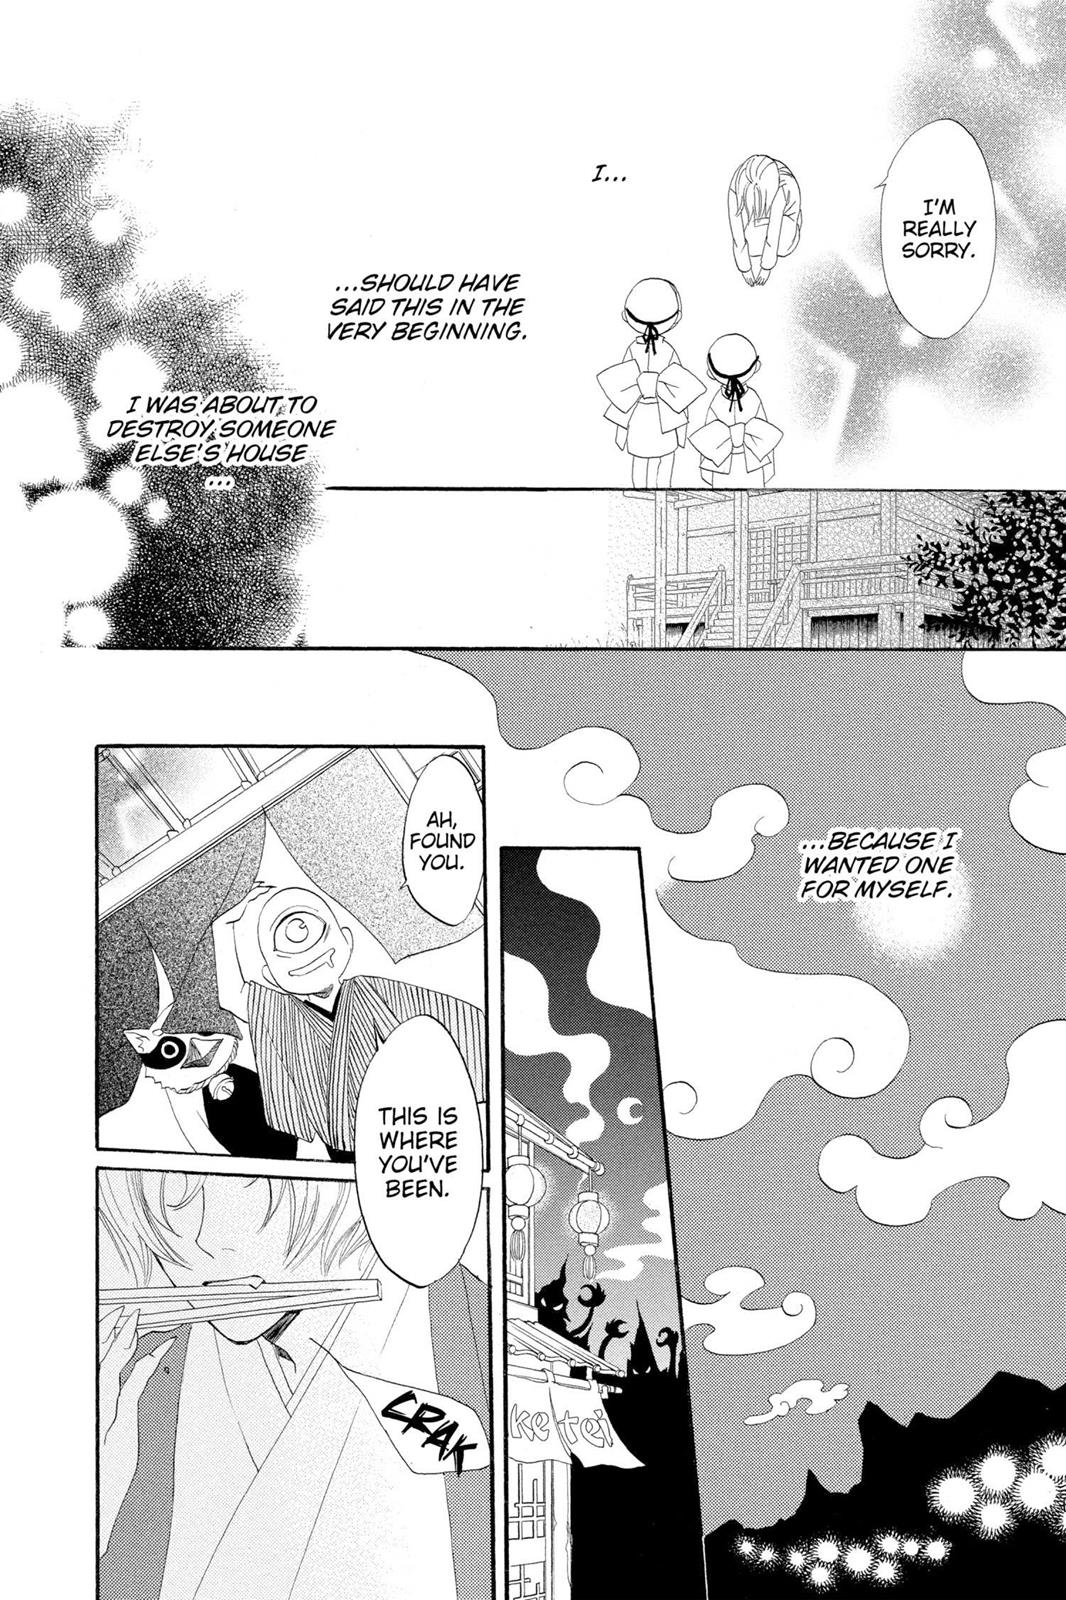 I'M
REALLY
SORRY.
I...
...SHOULD HAVE
SAID THIS IN THE
VERY BEGINNING.
I WAS ABOUT TO
DESTROY SOMEONE
ELSE'S HOUSE
...
...BECAUSE I
WANTED ONE
FOR MYSELF.
AH,
FOUND
YOU.
THIS IS
WHERE
YOU'VE
BEEN.
ke tei
CRAK